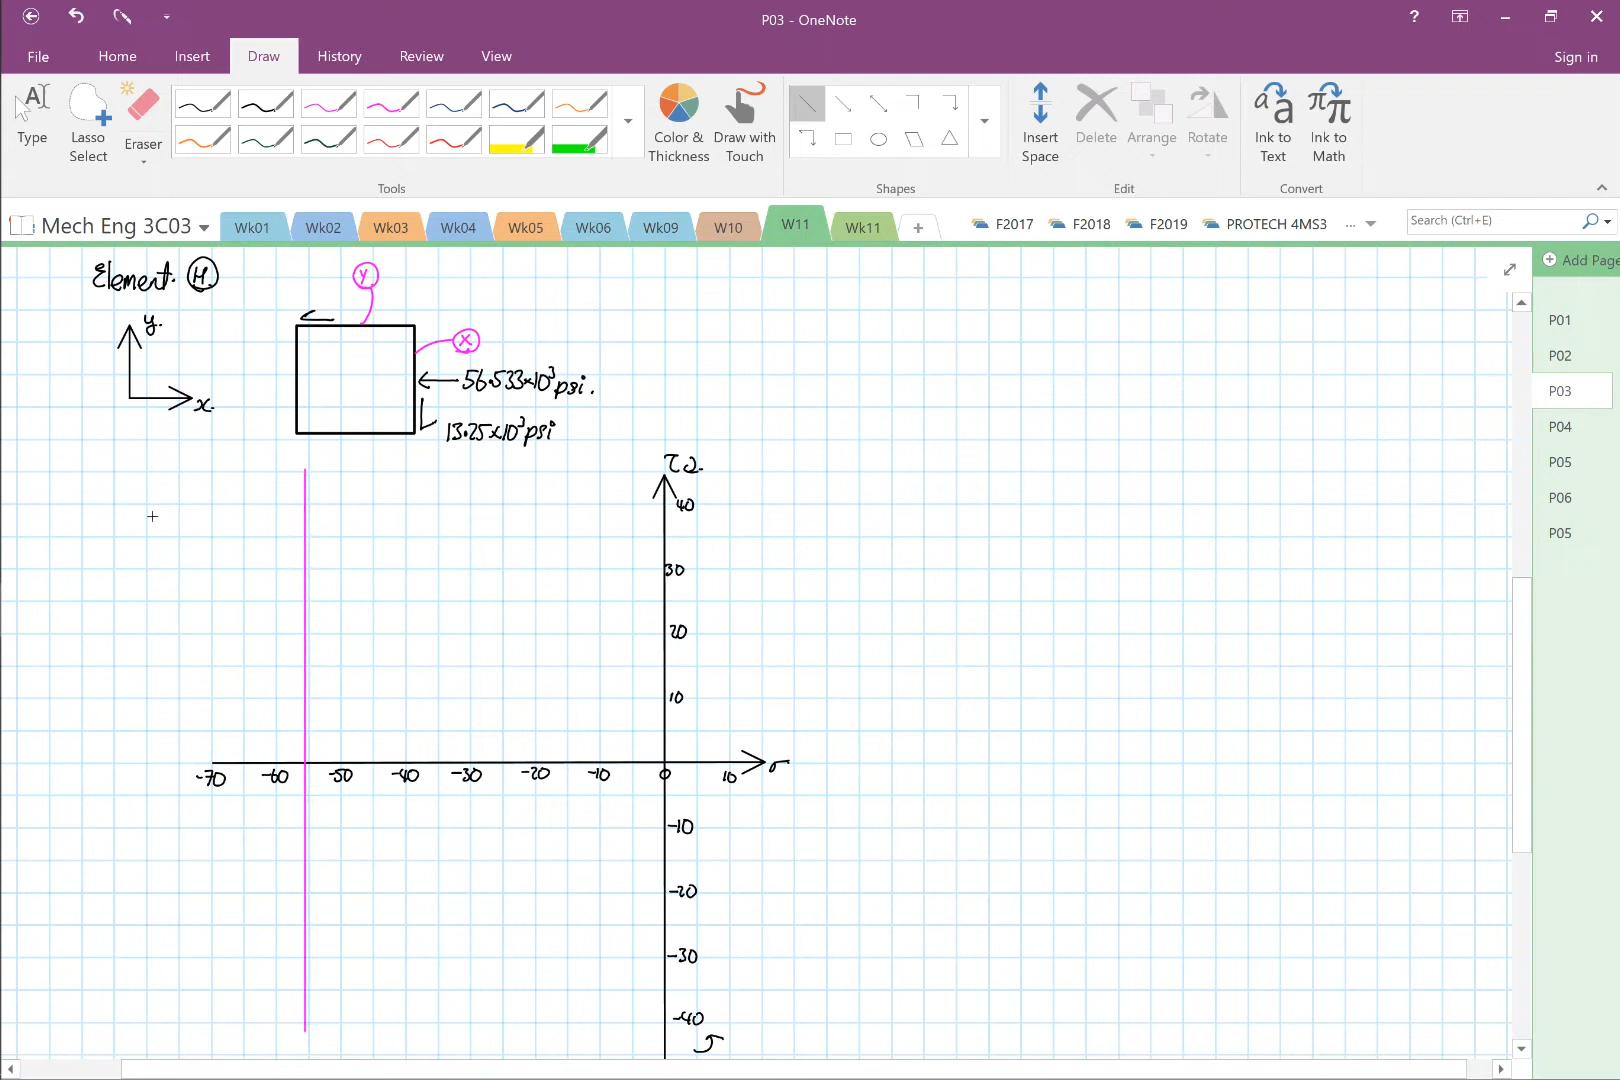 P03 - OneNote
?
File Home Insert Draw History Review View
Sign in
Type
Lasso Select
Eraser
Color & Thickness
Draw with Touch
Insert Space
Delete
Arrange
Rotate
Ink to Text
Ink to Math
Tools
Shapes
Edit
Convert
Mech Eng 3C03
Wk01 Wk02 Wk03 Wk04 Wk05 Wk06 Wk09 W10 W11 Wk11 +
F2017 F2018 F2019 PROTECH 4MS3 ...
Search (Ctrl+E)
Add Page
P01
P02
P03
P04
P05
P06
P05
Element. H
y.
x.
Y
X
56.533×10³ psi.
13.25×10³ psi
τ
40
30
20
10
-70 -60 -50 -40 -30 -20 -10 0 10 σ
-10
-20
-30
-40